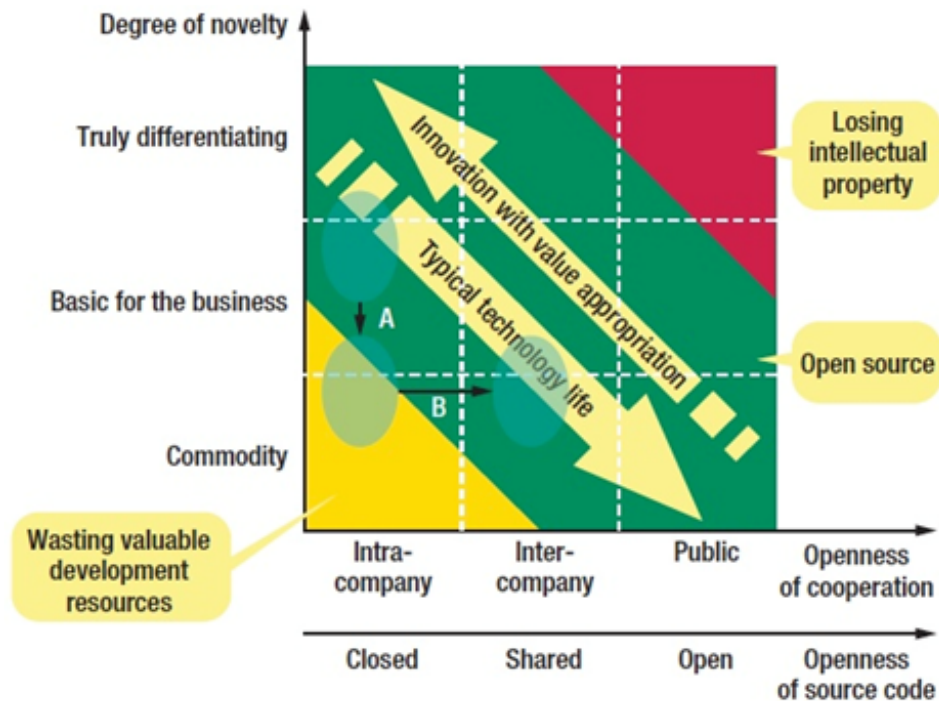 Degree of novelty
Truly differentiating
Losing
intellectual
property
Innovation with value appropriation
Typical technology life
Basic for the business
A
Open source
B
Commodity
Wasting valuable
development
resources
Intra-
company
Inter-
company
Public
Openness
of cooperation
Closed
Shared
Open
Openness
of source code